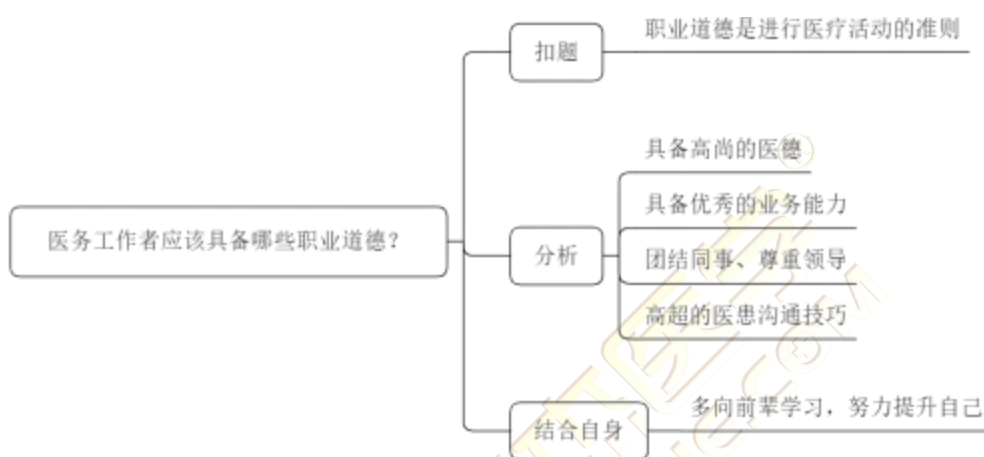 职业道德是进行医疗活动的准则
扣题
具备高尚的医德
具备优秀的业务能力
医务工作者应该具备哪些职业道德?
分析
团结同事、尊重领导
高超的医患沟通技巧
多向前辈学习，努力提升自己
结合自身